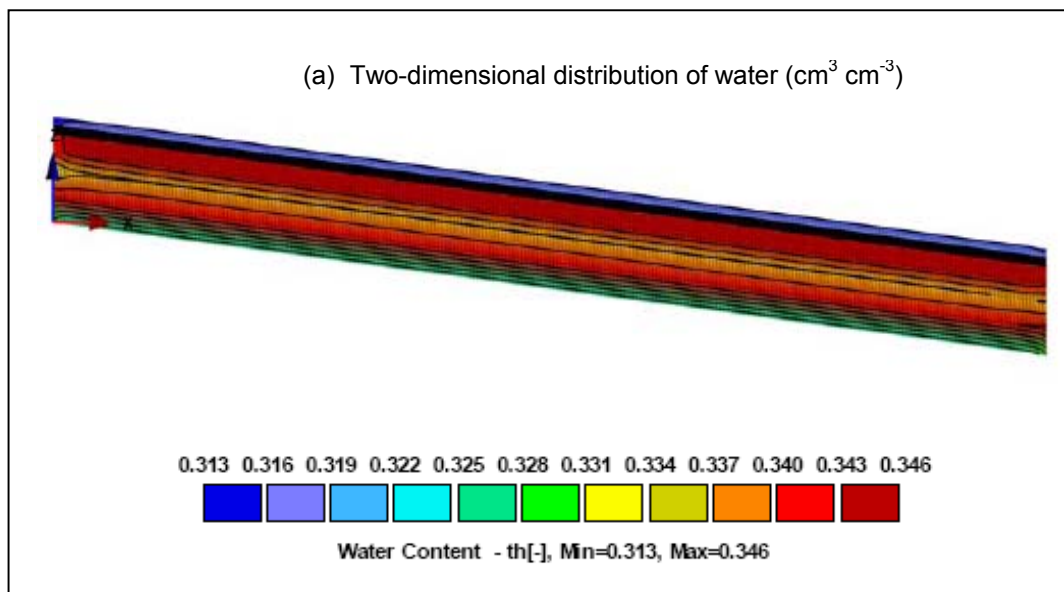 (a) Two-dimensional distribution of water (cm³ cm⁻³)
X
0.313 0.316 0.319 0.322 0.325 0.328 0.331 0.334 0.337 0.340 0.343 0.346
Water Content - th[-], Min=0.313, Max=0.346